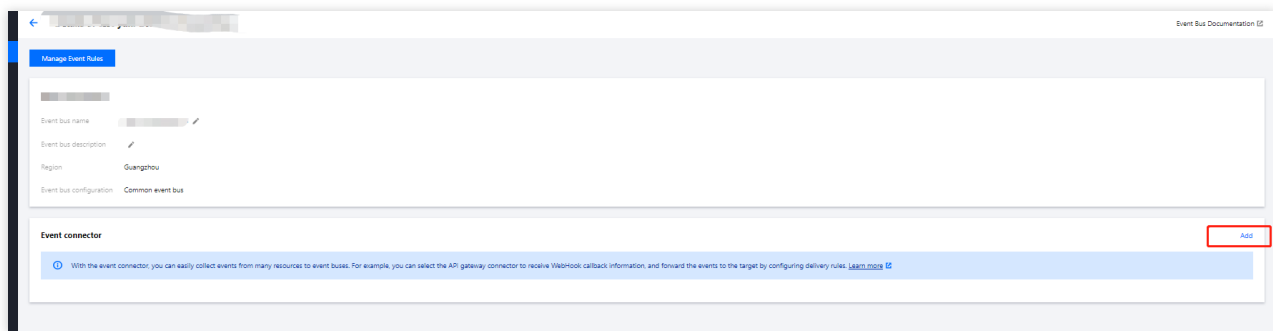 Event Bus Documentation
Manage Event Rules
Event bus name
Event bus description
Region Guangzhou
Event bus configuration Common event bus
Event connector Add
With the event connector, you can easily collect events from many resources to event buses. For example, you can select the API gateway connector to receive WebHook callback information, and forward the events to the target by configuring delivery rules. Learn more